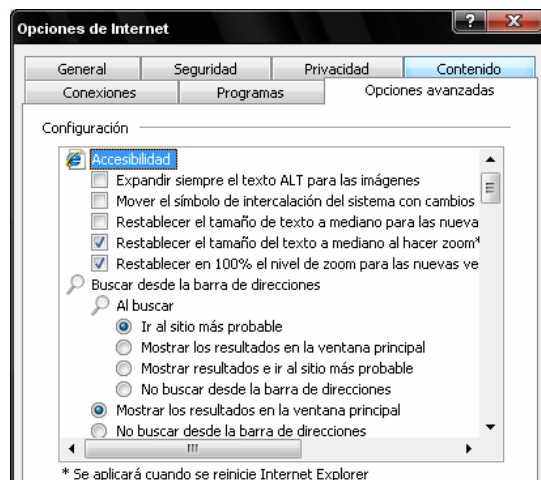 Opciones de Internet
General Seguridad Privacidad Contenido
Conexiones Programas Opciones avanzadas
Configuración
Accesibilidad
Expandir siempre el texto ALT para las imágenes
Mover el símbolo de intercalación del sistema con cambios
Restablecer el tamaño de texto a mediano para las nueva
Restablecer el tamaño del texto a mediano al hacer zoom*
Restablecer en 100% el nivel de zoom para las nuevas ve
Buscar desde la barra de direcciones
Al buscar
Ir al sitio más probable
Mostrar los resultados en la ventana principal
Mostrar resultados e ir al sitio más probable
No buscar desde la barra de direcciones
Mostrar los resultados en la ventana principal
No buscar desde la barra de direcciones
* Se aplicará cuando se reinicie Internet Explorer